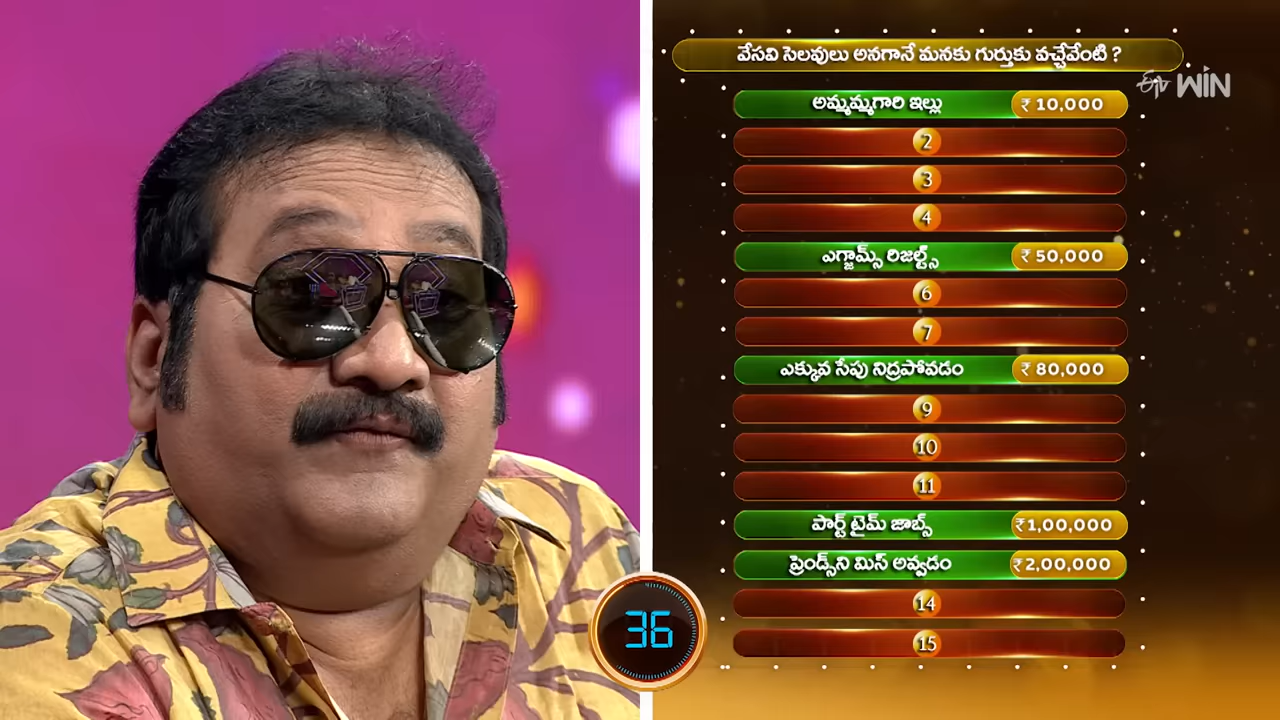 వేసవి సెలవులు అనగానే మనకు గుర్తుకు వచ్చేవేంటి ?
ఈటీవీ WIN
అమ్మమ్మగారి ఇల్లు ₹ 10,000
2
3
4
ఎగ్జామ్స్ రిజల్ట్స్ ₹ 50,000
6
7
ఎక్కువ సేపు నిద్రపోవడం ₹ 80,000
9
10
11
పార్ట్ టైమ్ జాబ్స్ ₹1,00,000
ఫ్రెండ్స్‌ని మిస్ అవ్వడం ₹2,00,000
14
15
36